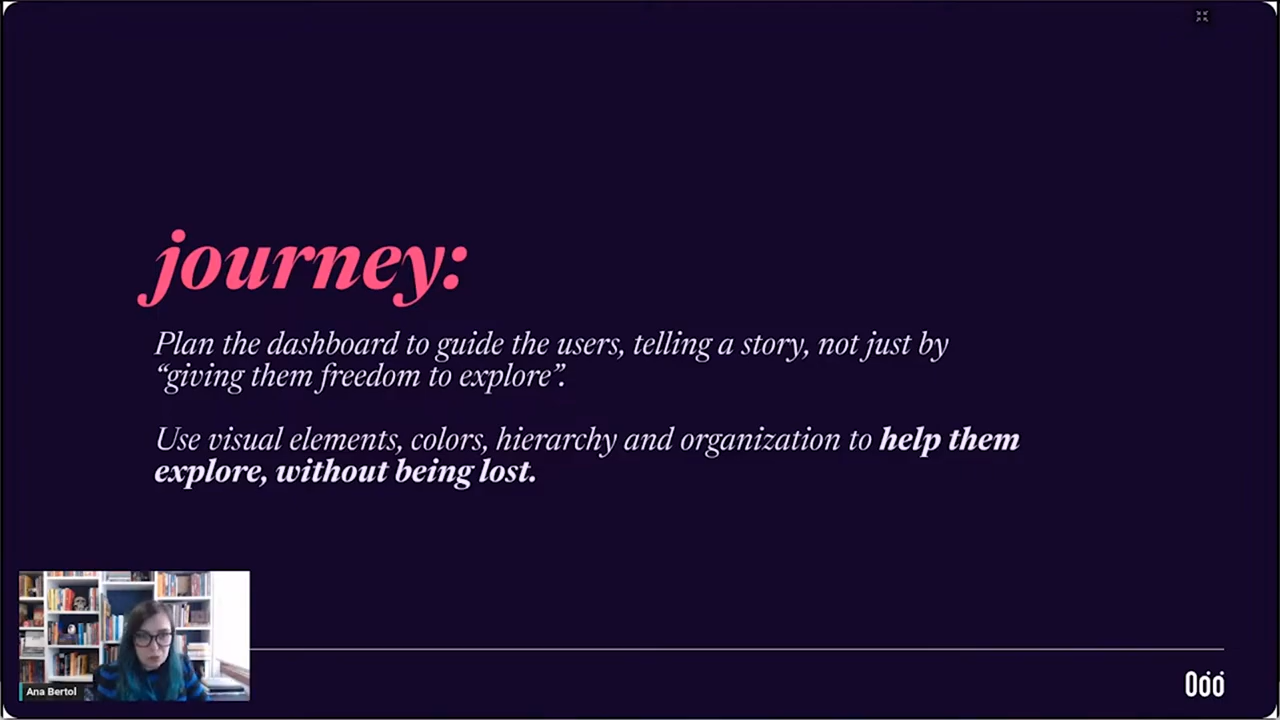 journey:
Plan the dashboard to guide the users, telling a story, not just by
“giving them freedom to explore”.
Use visual elements, colors, hierarchy and organization to help them
explore, without being lost.
Ana Bertol